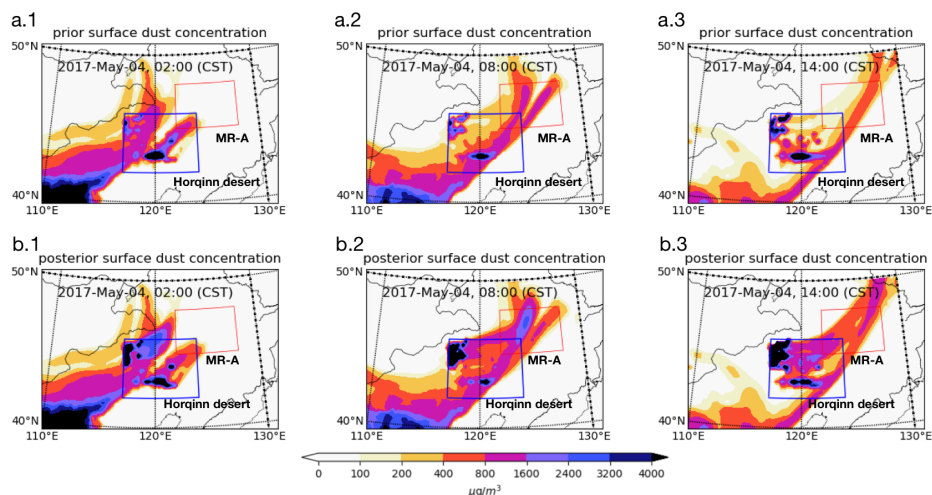 a.1
prior surface dust concentration
50°N
2017-May-04, 02:00 (CST)
MR-A
Horqinn desert
40°N
110°E
120°E
130°E
a.2
prior surface dust concentration
50°N
2017-May-04, 08:00 (CST)
MR-A
Horqinn desert
40°N
110°E
120°E
130°E
a.3
prior surface dust concentration
50°N
2017-May-04, 14:00 (CST)
MR-A
Horqinn desert
40°N
110°E
120°E
130°E
b.1
posterior surface dust concentration
50°N
2017-May-04, 02:00 (CST)
MR-A
Horqinn desert
40°N
110°E
120°E
130°E
b.2
posterior surface dust concentration
50°N
2017-May-04, 08:00 (CST)
MR-A
Horqinn desert
40°N
110°E
120°E
130°E
b.3
posterior surface dust concentration
50°N
2017-May-04, 14:00 (CST)
MR-A
Horqinn desert
40°N
110°E
120°E
130°E
0 100 200 400 800 1600 2400 3200 4000
μg/m³